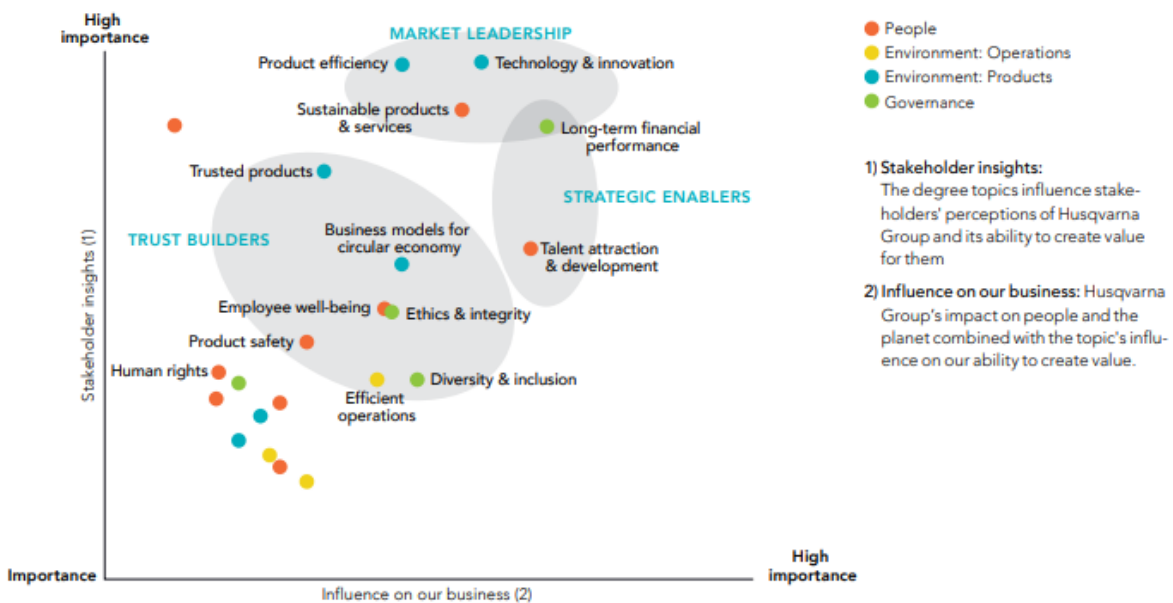 High
importance
MARKET LEADERSHIP
Product efficiency
Technology & innovation
Sustainable products
& services
Long-term financial
performance
Trusted products
STRATEGIC ENABLERS
TRUST BUILDERS
Business models for
circular economy
Talent attraction
& development
Employee well-being
Ethics & integrity
Product safety
Human rights
Diversity & inclusion
Efficient
operations
Stakeholder insights (1)
Importance
Influence on our business (2)
High
importance
People
Environment: Operations
Environment: Products
Governance
1) Stakeholder insights:
The degree topics influence stake-
holders' perceptions of Husqvarna
Group and its ability to create value
for them
2) Influence on our business: Husqvarna
Group's impact on people and the
planet combined with the topic's influ-
ence on our ability to create value.